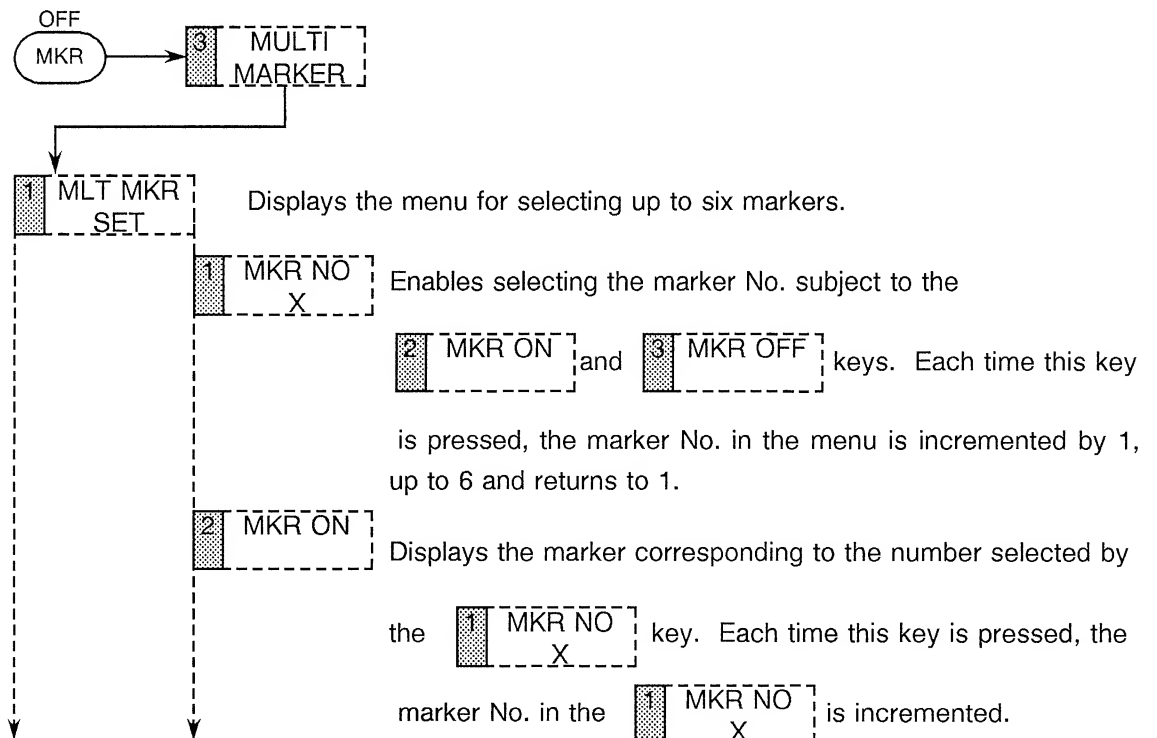 OFF
MKR
3 MULTI
MARKER
1 MLT MKR
SET
Displays the menu for selecting up to six markers.
1 MKR NO
X
Enables selecting the marker No. subject to the
2 MKR ON and 3 MKR OFF keys. Each time this key
is pressed, the marker No. in the menu is incremented by 1,
up to 6 and returns to 1.
2 MKR ON
Displays the marker corresponding to the number selected by
the 1 MKR NO
X key. Each time this key is pressed, the
marker No. in the 1 MKR NO
X is incremented.